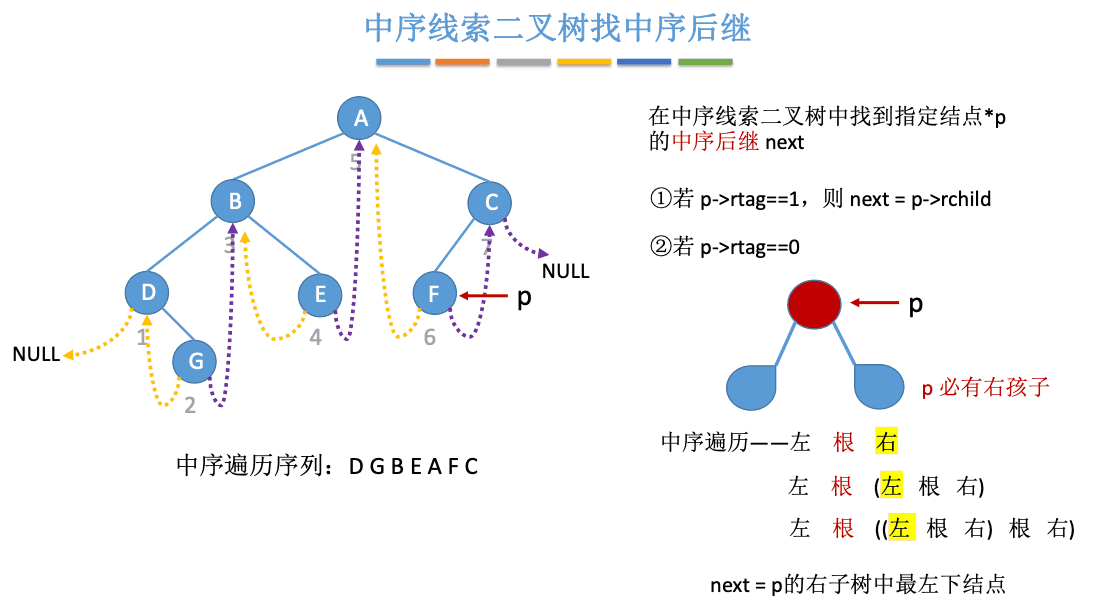 中序线索二叉树找中序后继
A
5
B
C
3
7
NULL
D
E
F
p
1
4
6
NULL
G
2
中序遍历序列：D G B E A F C
在中序线索二叉树中找到指定结点*p
的中序后继 next
①若 p->rtag==1，则 next = p->rchild
②若 p->rtag==0
p
p 必有右孩子
中序遍历——左 根 右
左 根 (左 根 右)
左 根 ((左 根 右) 根 右)
next = p的右子树中最左下结点